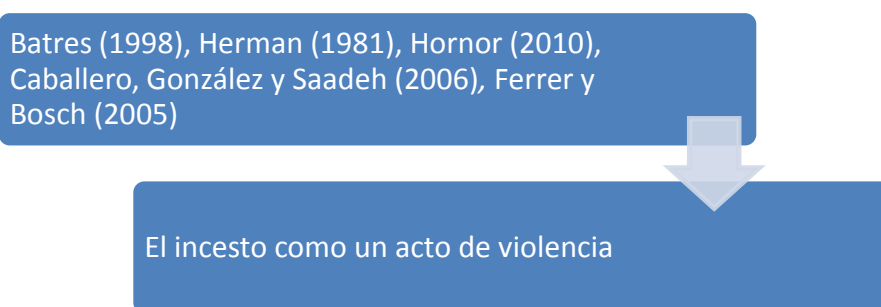 Batres (1998), Herman (1981), Hornor (2010),
Caballero, González y Saadeh (2006), Ferrer y
Bosch (2005)
El incesto como un acto de violencia